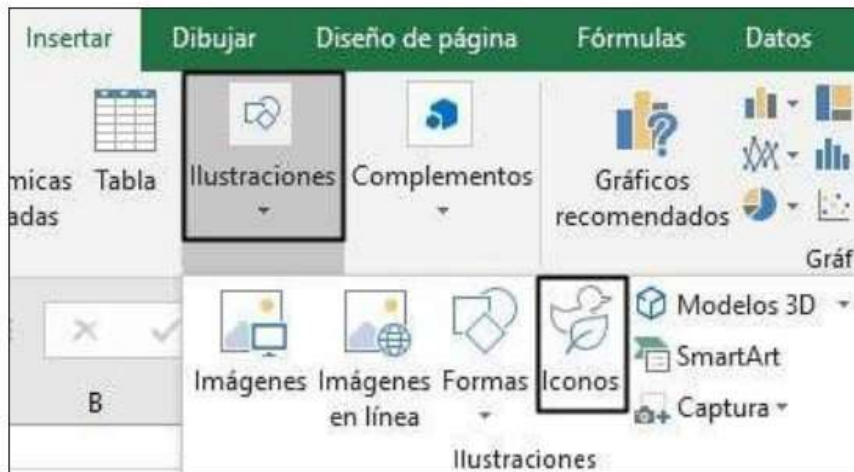 Insertar Dibujar Diseño de página Fórmulas Datos
micas Tabla Ilustraciones Complementos Gráficos
adas recomendados
Gráf
Imágenes Imágenes Formas Iconos Modelos 3D
en línea SmartArt
Captura
B
Ilustraciones